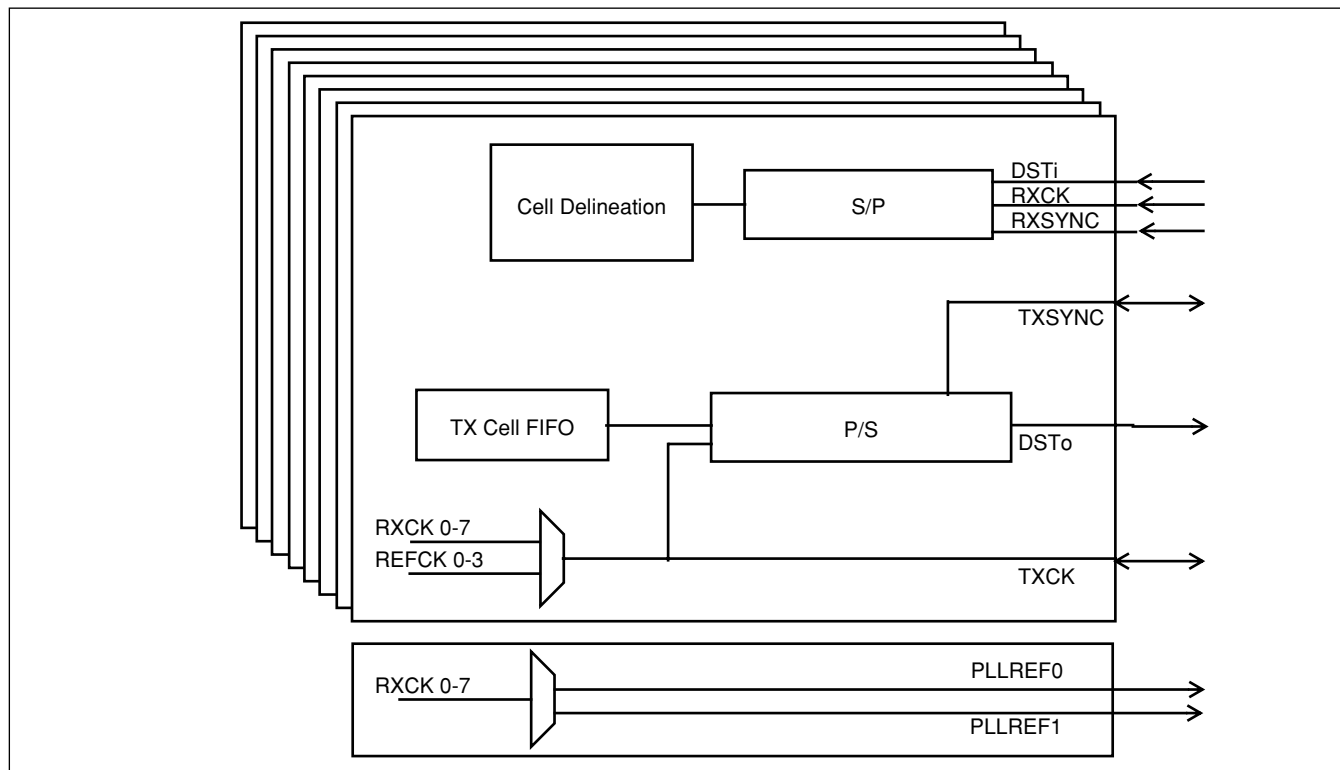 DSTi
Cell Delineation
S/P
RXCK
RXSYNC
TXSYNC
TX Cell FIFO
P/S
DSTo
RXCK 0-7
REFCK 0-3
TXCK
PLLREF0
RXCK 0-7
PLLREF1